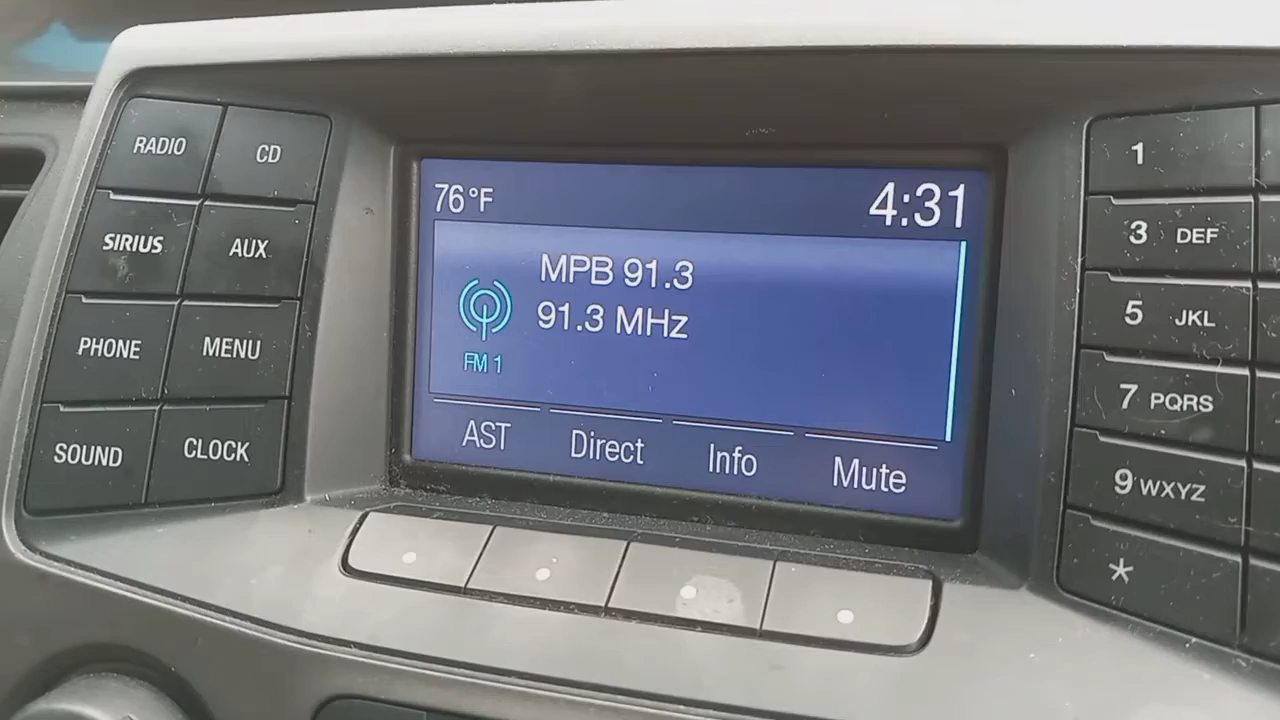 RADIO CD
SIRIUS AUX
PHONE MENU
SOUND CLOCK
76°F 4:31
MPB 91.3
91.3 MHz
FM 1
AST Direct Info Mute
1
3 DEF
5 JKL
7 PQRS
9 WXYZ
*